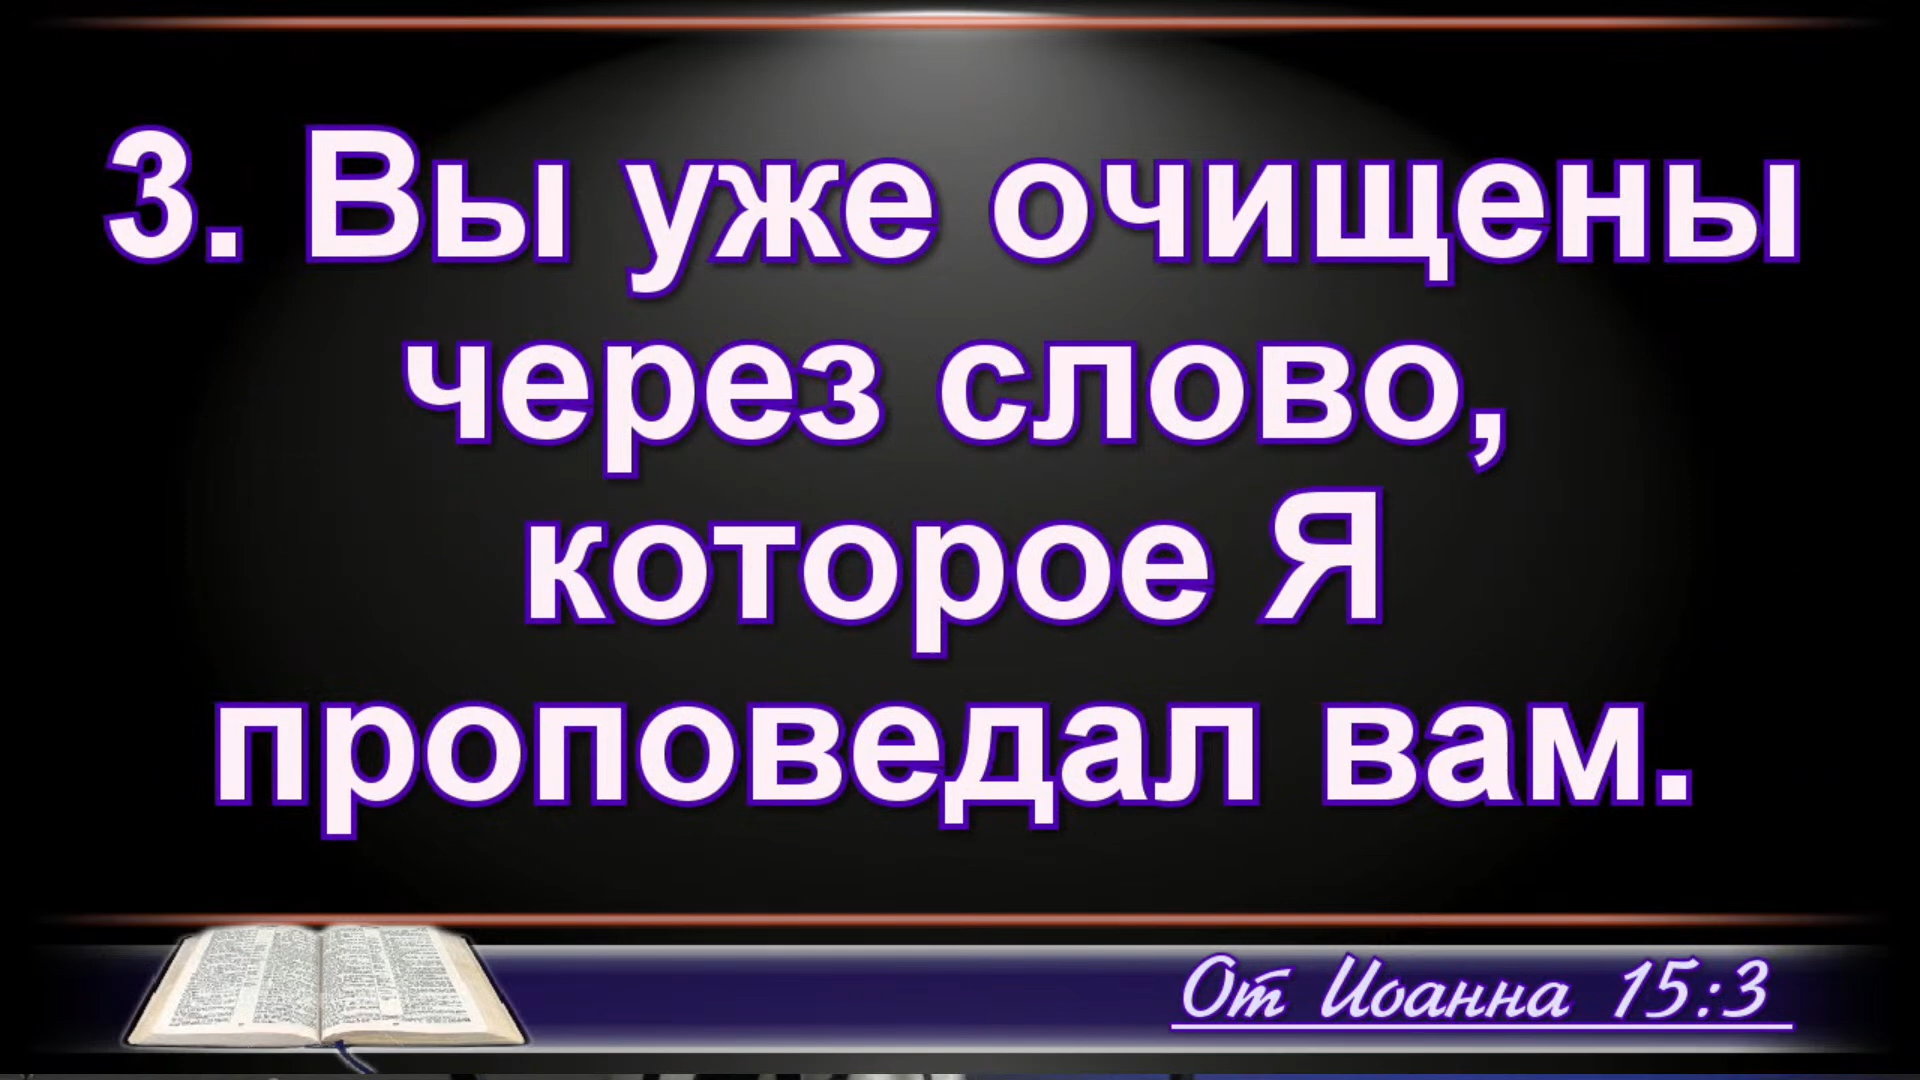 3. Вы уже очищены
через слово,
которое Я
проповедал вам.
От Иоанна 15:3